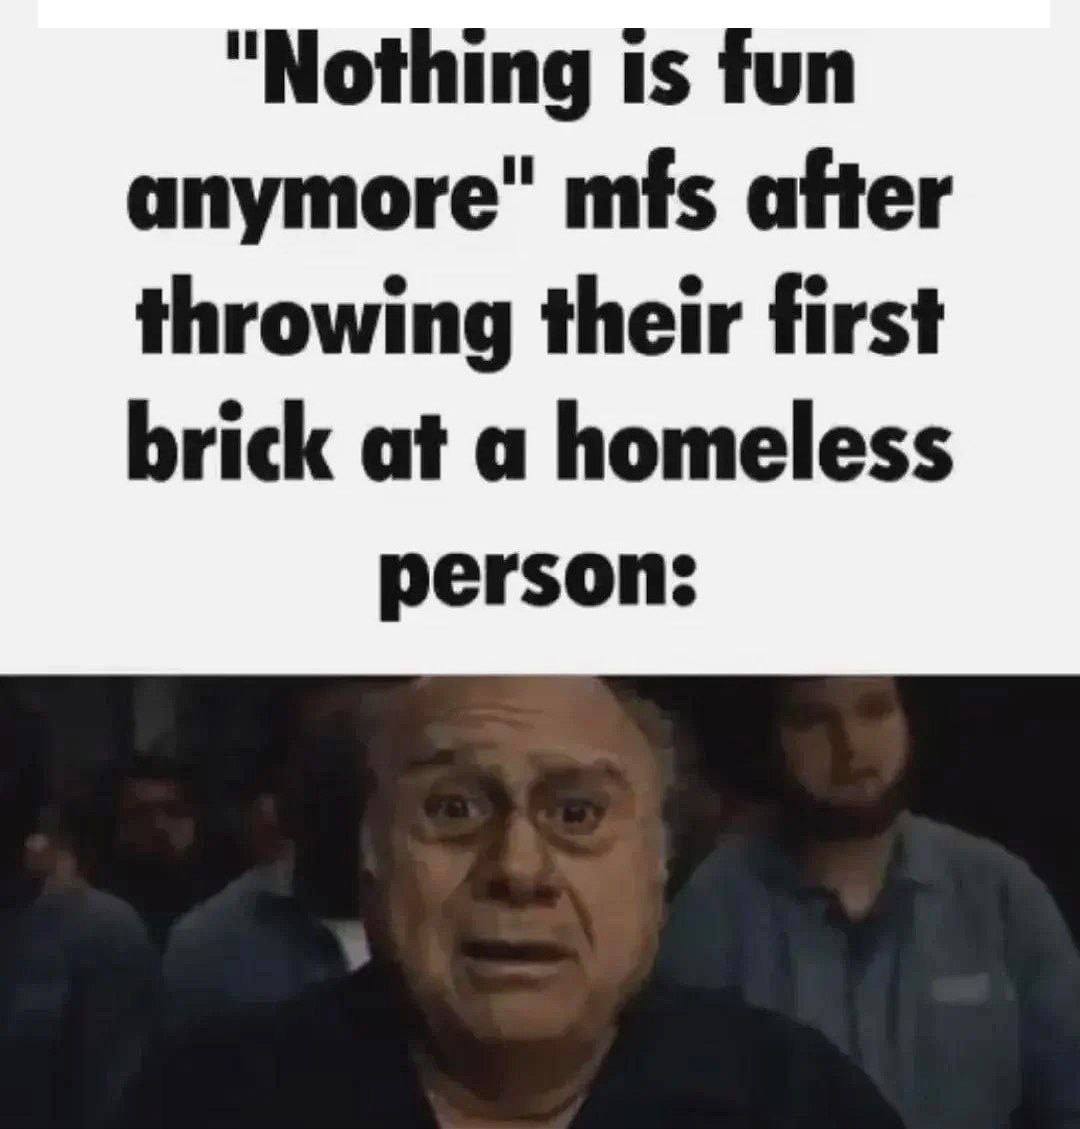 "Nothing is fun
anymore" mfs after
throwing their first
brick at a homeless
person: